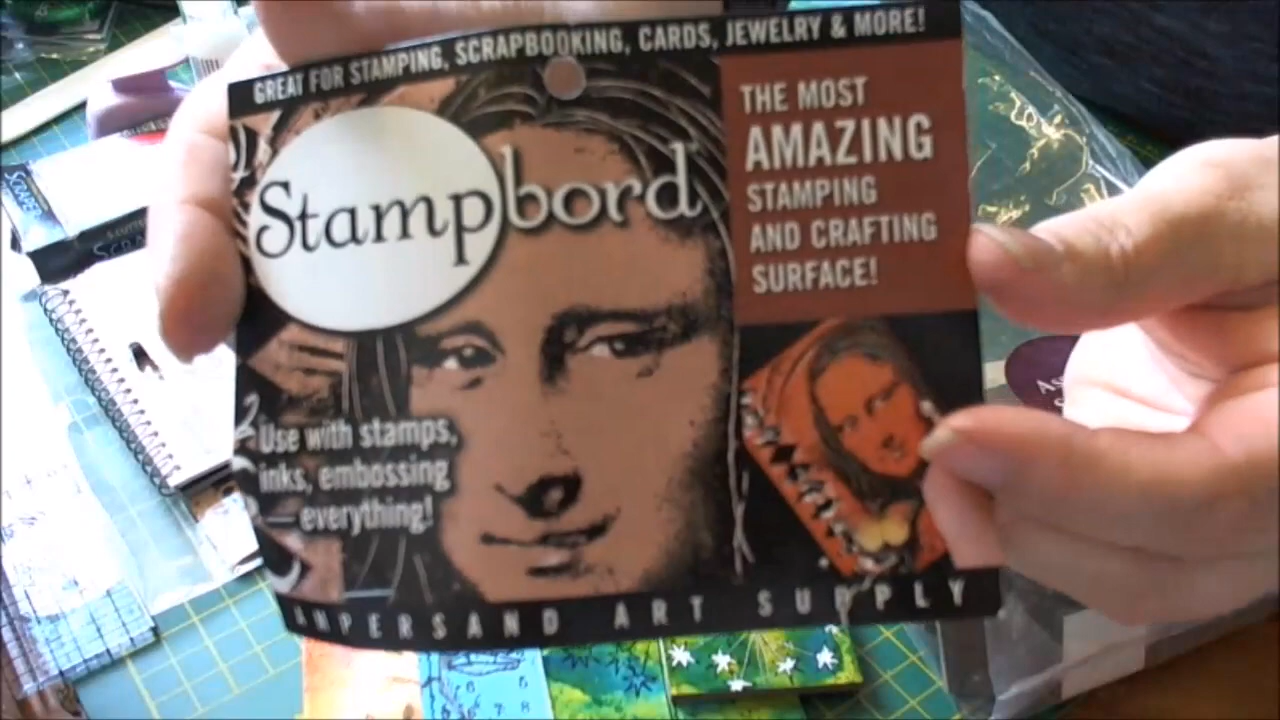 GREAT FOR STAMPING, SCRAPBOOKING, CARDS, JEWELRY & MORE!
Stampbord
THE MOST
AMAZING
STAMPING
AND CRAFTING
SURFACE!
Use with stamps,
inks, embossing
— everything!
AMPERSAND ART SUPPLY